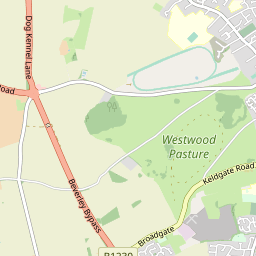 Dog Kennel Lane
Road
Westwood
Pasture
Keldgate Road
Beverley Bypass
Broadgate
B1230